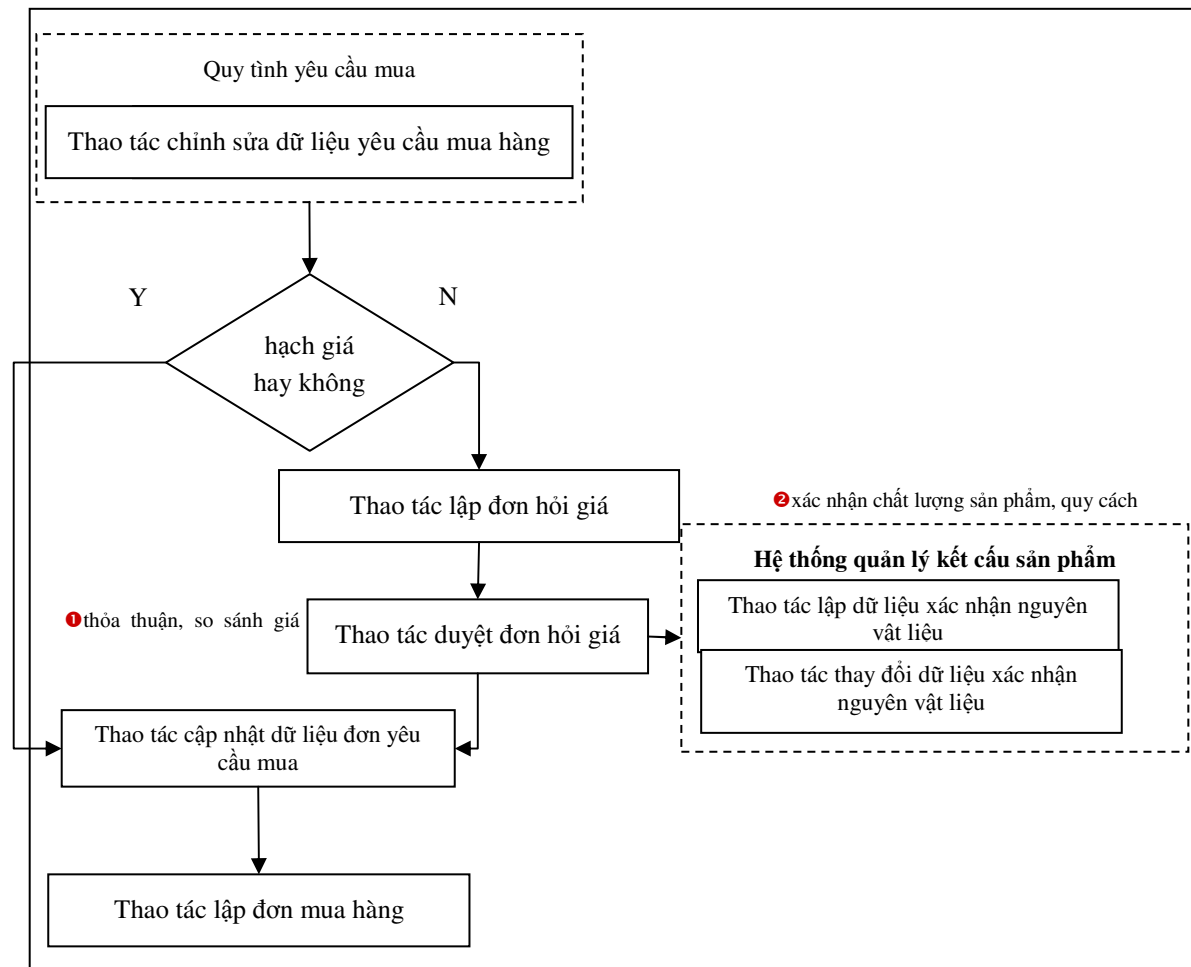 Quy tình yêu cầu mua
Thao tác chỉnh sửa dữ liệu yêu cầu mua hàng
Y
N
hạch giá
hay không
Thao tác lập đơn hỏi giá
❷xác nhận chất lượng sản phẩm, quy cách
Hệ thống quản lý kết cấu sản phẩm
Thao tác lập dữ liệu xác nhận nguyên
vật liệu
❶thỏa thuận, so sánh giá
Thao tác duyệt đơn hỏi giá
Thao tác thay đổi dữ liệu xác nhận
nguyên vật liệu
Thao tác cập nhật dữ liệu đơn yêu
cầu mua
Thao tác lập đơn mua hàng